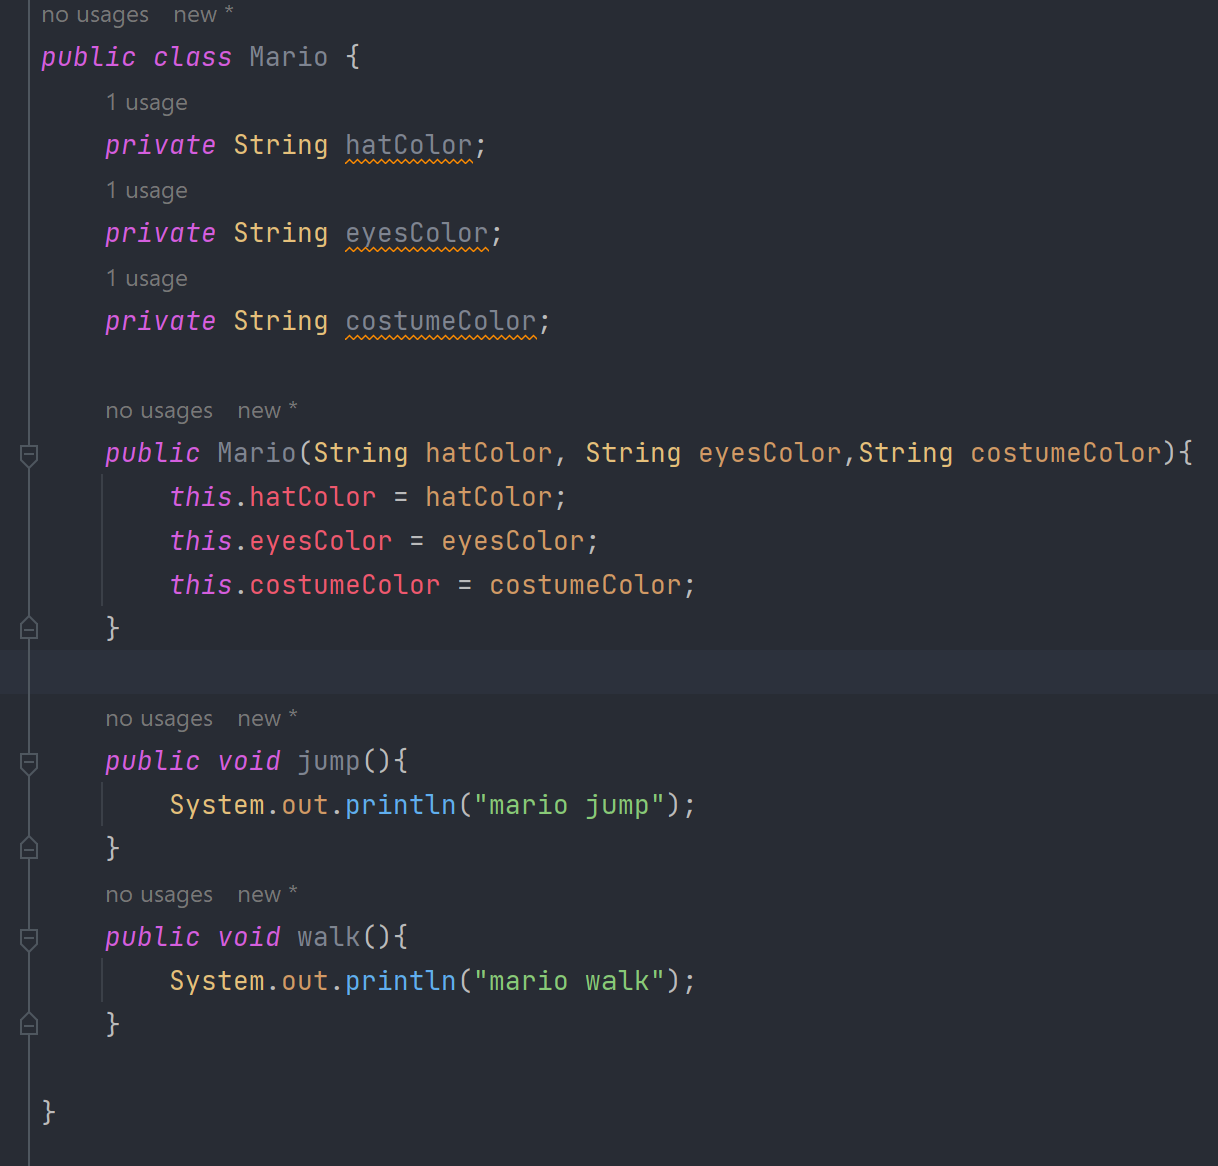 no usages new *
public class Mario {
1 usage
private String hatColor;
1 usage
private String eyesColor;
1 usage
private String costumeColor;
no usages new *
public Mario(String hatColor, String eyesColor,String costumeColor){
this.hatColor = hatColor;
this.eyesColor = eyesColor;
this.costumeColor = costumeColor;
}
no usages new *
public void jump(){
System.out.println("mario jump");
}
no usages new *
public void walk(){
System.out.println("mario walk");
}
}